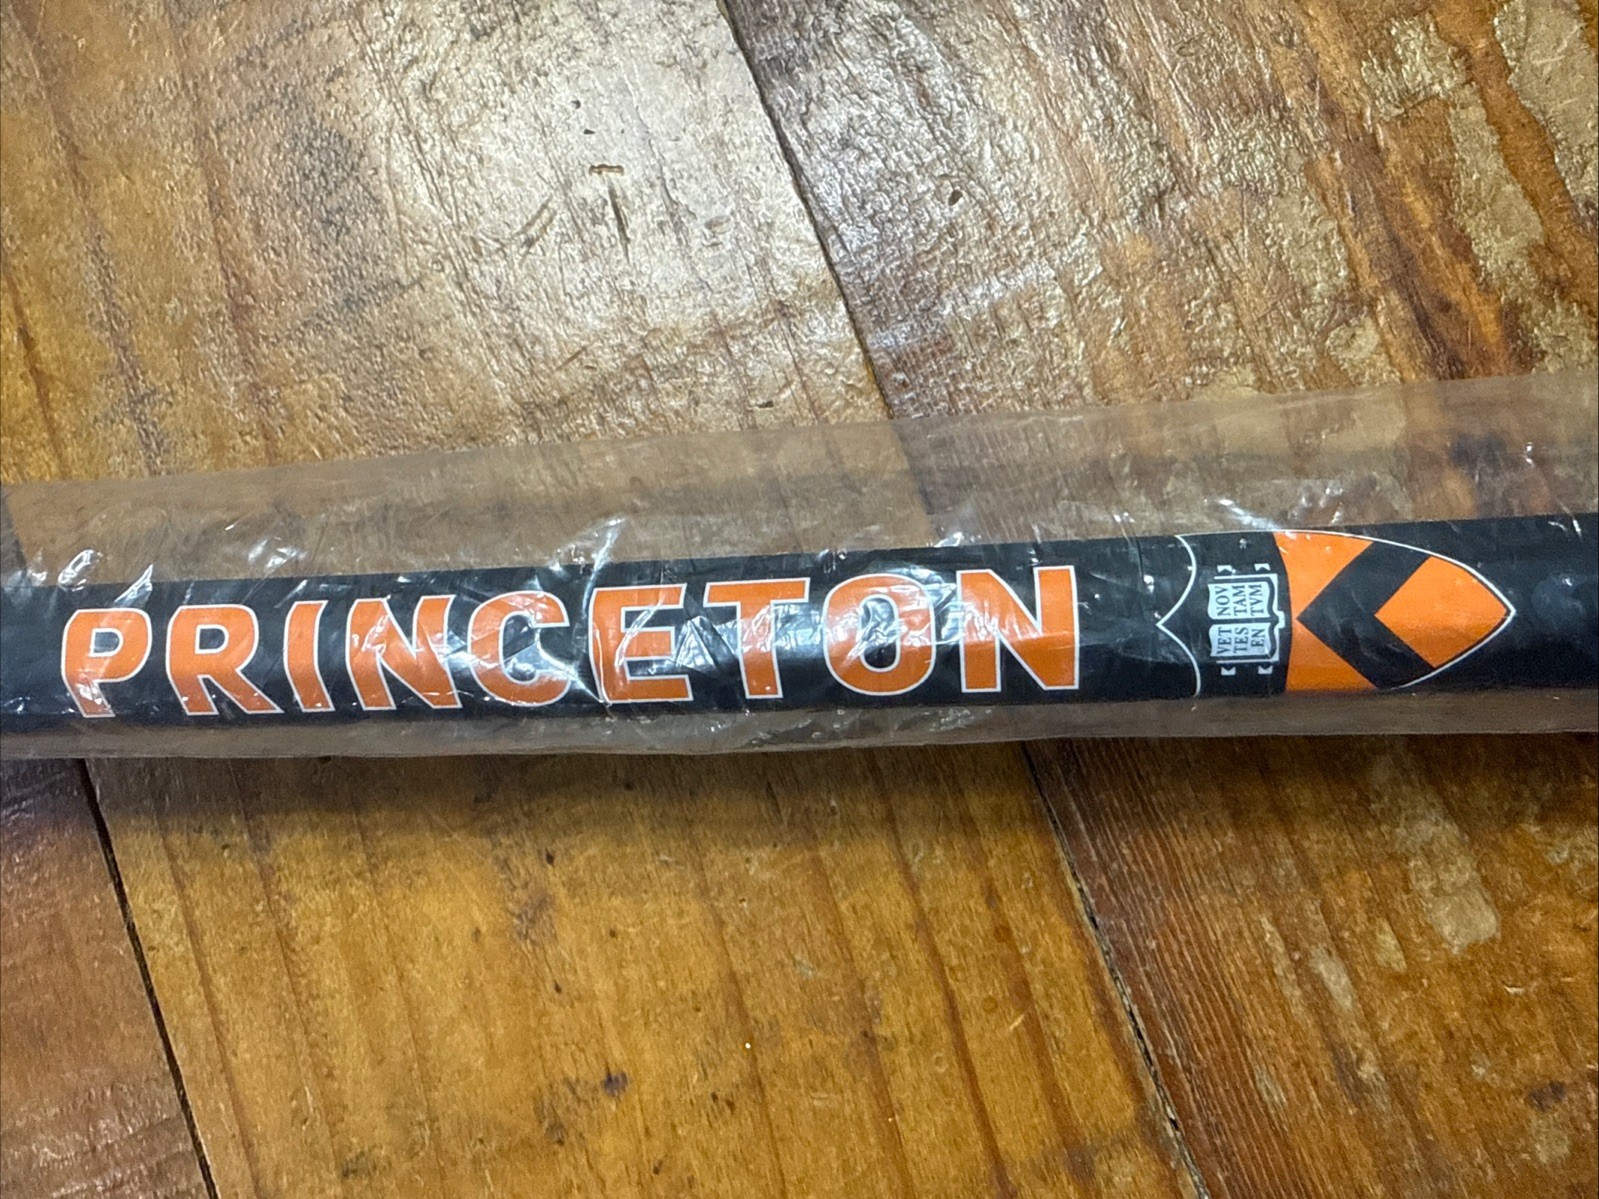 PRINCETON
VET NOV
TES TAM
EN TVM